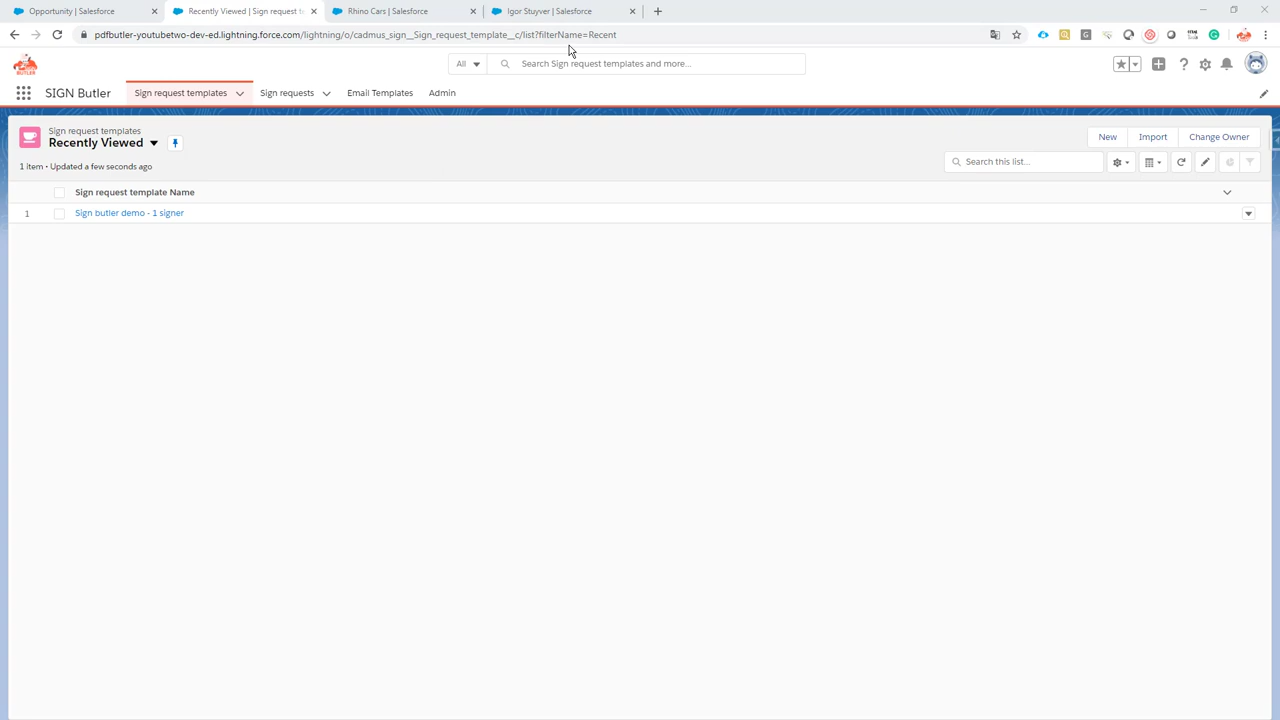 Opportunity | Salesforce
Recently Viewed | Sign request t
Rhino Cars | Salesforce
Igor Stuyver | Salesforce
pdfbutler-youtubetwo-dev-ed.lightning.force.com/lightning/o/cadmus_sign__Sign_request_template__c/list?filterName=Recent
All
Search Sign request templates and more...
BUTLER
SIGN Butler
Sign request templates
Sign requests
Email Templates
Admin
Sign request templates
Recently Viewed
New
Import
Change Owner
1 item • Updated a few seconds ago
Search this list...
Sign request template Name
1
Sign butler demo - 1 signer